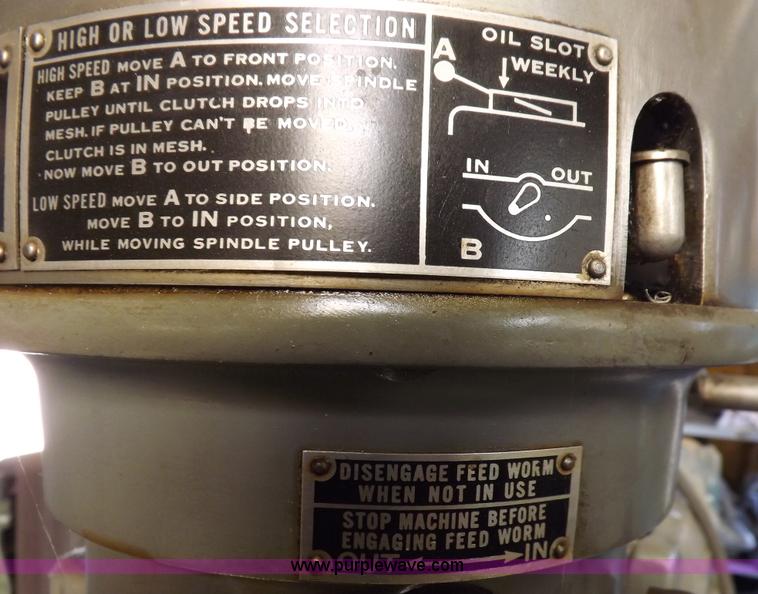 HIGH OR LOW SPEED SELECTION
HIGH SPEED MOVE A TO FRONT POSITION.
KEEP B AT IN POSITION. MOVE SPINDLE
PULLEY UNTIL CLUTCH DROPS INTO
MESH. IF PULLEY CAN'T BE MOVED
CLUTCH IS IN MESH.
NOW MOVE B TO OUT POSITION.
LOW SPEED MOVE A TO SIDE POSITION.
MOVE B TO IN POSITION,
WHILE MOVING SPINDLE PULLEY.
OIL SLOT
A
WEEKLY
IN OUT
B
DISENGAGE FEED WORM
WHEN NOT IN USE
STOP MACHINE BEFORE
ENGAGING FEED WORM
OUT IN
www.purplewave.com